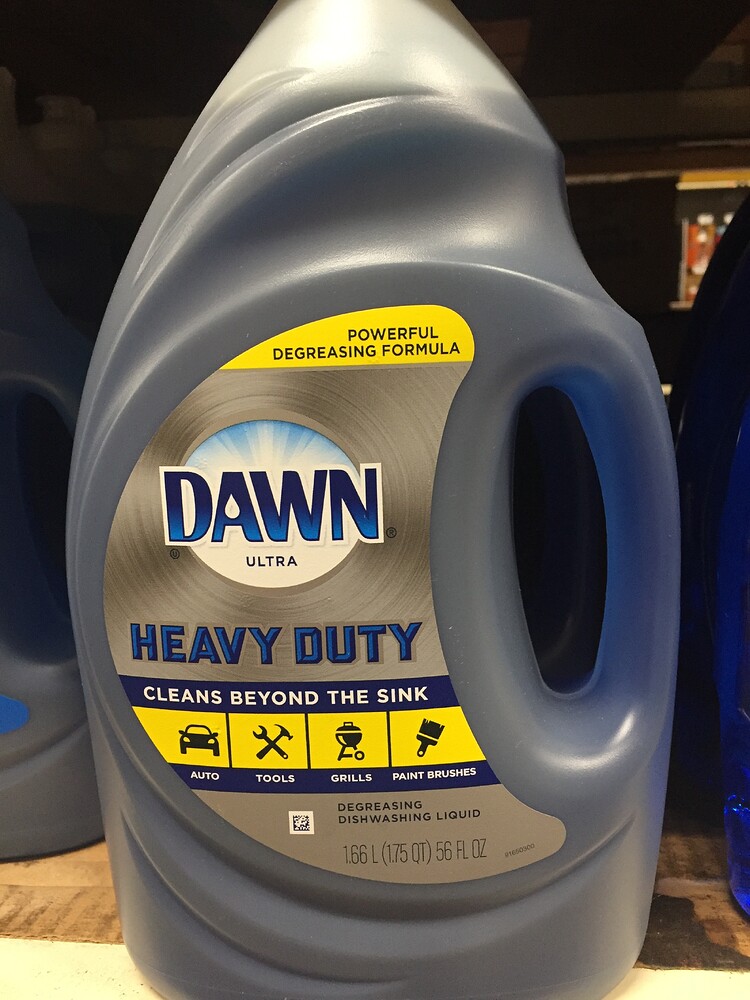 POWERFUL
DEGREASING FORMULA
DAWN®
ULTRA
HEAVY DUTY
CLEANS BEYOND THE SINK
AUTO TOOLS GRILLS PAINT BRUSHES
DEGREASING
DISHWASHING LIQUID
1.66 L (1.75 QT) 56 FL OZ